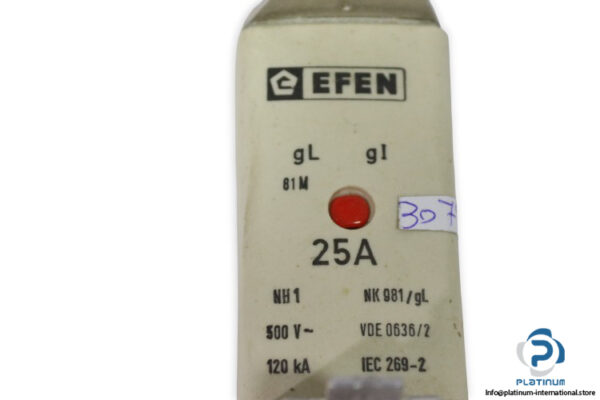 EFEN
gL gI
81M
307
25A
NH1 NK981/gL
500 V~ VDE 0636/2
120 kA IEC 269-2
PLATINUM
Info@platinum-international.store